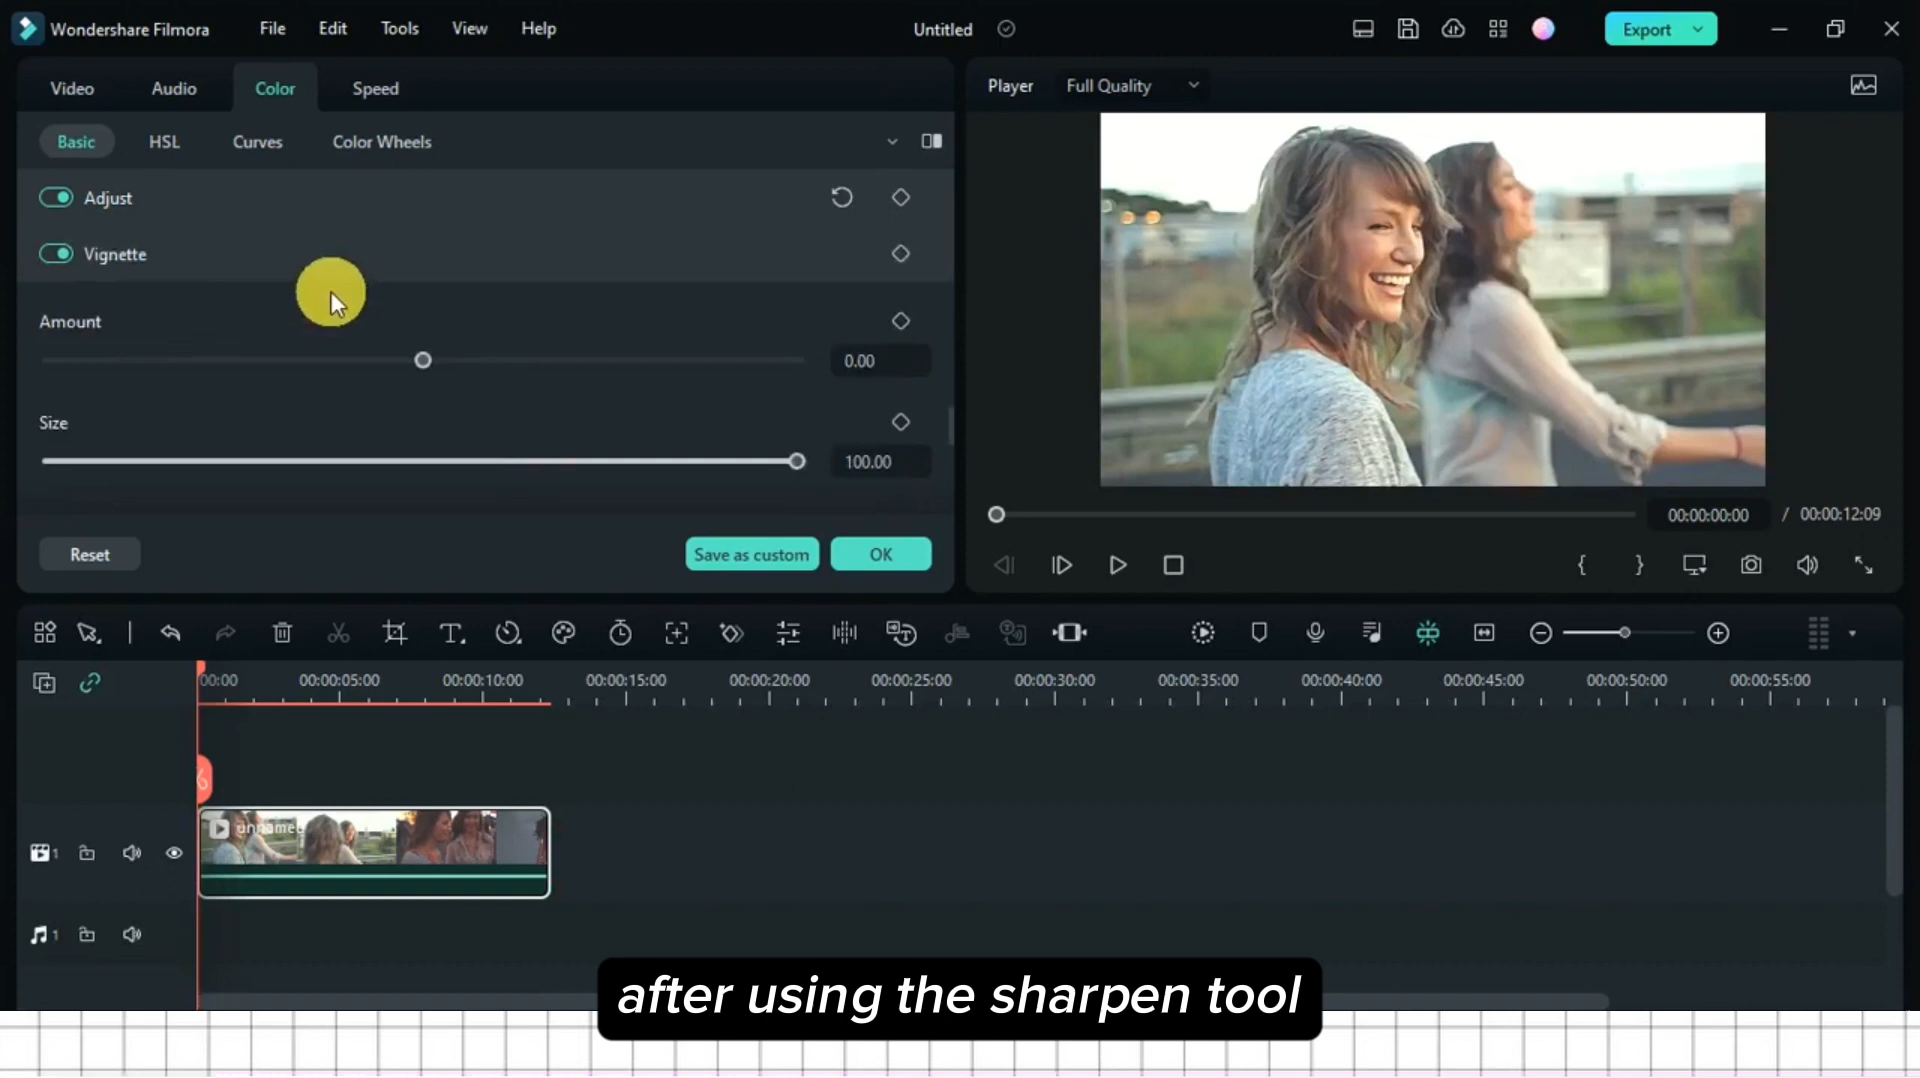 Wondershare Filmora File Edit Tools View Help Untitled Export
Video Audio Color Speed
Player Full Quality
Basic HSL Curves Color Wheels
Adjust
Vignette
Amount
0.00
Size
100.00
Reset Save as custom OK
00:00:00:00 / 00:00:12:09
00:00 00:00:05:00 00:00:10:00 00:00:15:00 00:00:20:00 00:00:25:00 00:00:30:00 00:00:35:00 00:00:40:00 00:00:45:00 00:00:50:00 00:00:55:00
unnamed
1
1
after using the sharpen tool